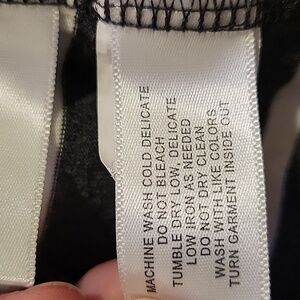 MACHINE WASH COLD DELICATE
DO NOT BLEACH
TUMBLE DRY LOW, DELICATE
LOW IRON AS NEEDED
DO NOT DRY CLEAN
WASH WITH LIKE COLORS
TURN GARMENT INSIDE OUT